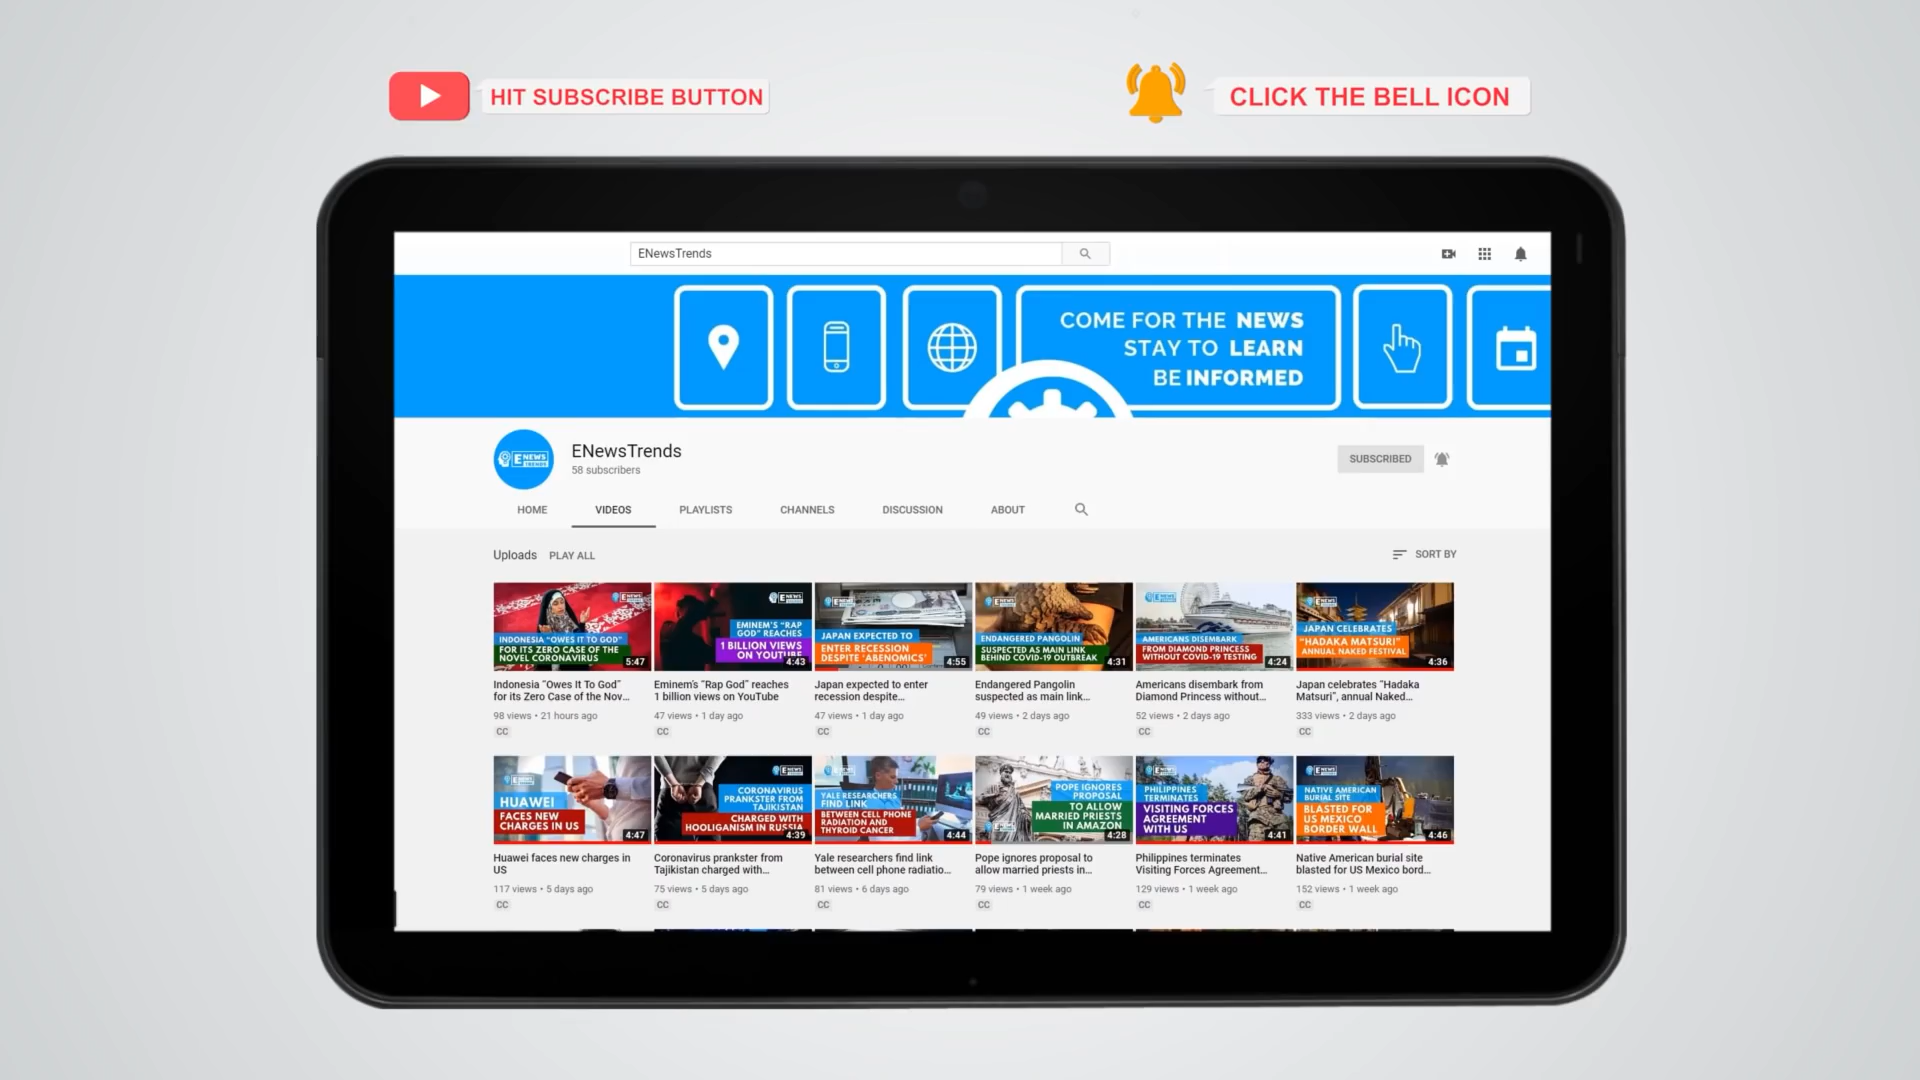 HIT SUBSCRIBE BUTTON
CLICK THE BELL ICON
ENewsTrends
COME FOR THE NEWS
STAY TO LEARN
BE INFORMED
E NEWS
TRENDS
ENewsTrends
58 subscribers
SUBSCRIBED
HOME
VIDEOS
PLAYLISTS
CHANNELS
DISCUSSION
ABOUT
Uploads
PLAY ALL
SORT BY
INDONESIA "OWES IT TO GOD"
FOR ITS ZERO CASE OF THE
NOVEL CORONAVIRUS
5:47
EMINEM'S "RAP
GOD" REACHES
1 BILLION VIEWS
ON YOUTUBE
4:43
JAPAN EXPECTED TO
ENTER RECESSION
DESPITE 'ABENOMICS'
4:55
ENDANGERED PANGOLIN
SUSPECTED AS MAIN LINK
BEHIND COVID-19 OUTBREAK
4:31
AMERICANS DISEMBARK
FROM DIAMOND PRINCESS
WITHOUT COVID-19 TESTING
4:24
JAPAN CELEBRATES
"HADAKA MATSURI"
ANNUAL NAKED FESTIVAL
4:36
Indonesia "Owes It To God"
for its Zero Case of the Nov...
98 views • 21 hours ago
CC
Eminem's "Rap God" reaches
1 billion views on YouTube
47 views • 1 day ago
CC
Japan expected to enter
recession despite...
47 views • 1 day ago
CC
Endangered Pangolin
suspected as main link...
49 views • 2 days ago
CC
Americans disembark from
Diamond Princess without...
52 views • 2 days ago
CC
Japan celebrates "Hadaka
Matsuri", annual Naked...
333 views • 2 days ago
CC
HUAWEI
FACES NEW
CHARGES IN US
4:47
CORONAVIRUS
PRANKSTER FROM
TAJIKISTAN
CHARGED WITH
HOOLIGANISM IN RUSSIA
4:39
YALE RESEARCHERS
FIND LINK
BETWEEN CELL PHONE
RADIATION AND
THYROID CANCER
4:44
POPE IGNORES
PROPOSAL
TO ALLOW
MARRIED PRIESTS
IN AMAZON
4:28
PHILIPPINES
TERMINATES
VISITING FORCES
AGREEMENT
WITH US
4:41
NATIVE AMERICAN
BURIAL SITE
BLASTED FOR
US MEXICO
BORDER WALL
4:46
Huawei faces new charges in
US
117 views • 5 days ago
CC
Coronavirus prankster from
Tajikistan charged with...
75 views • 5 days ago
CC
Yale researchers find link
between cell phone radiatio...
81 views • 6 days ago
CC
Pope ignores proposal to
allow married priests in...
79 views • 1 week ago
CC
Philippines terminates
Visiting Forces Agreement...
129 views • 1 week ago
CC
Native American burial site
blasted for US Mexico bord...
152 views • 1 week ago
CC